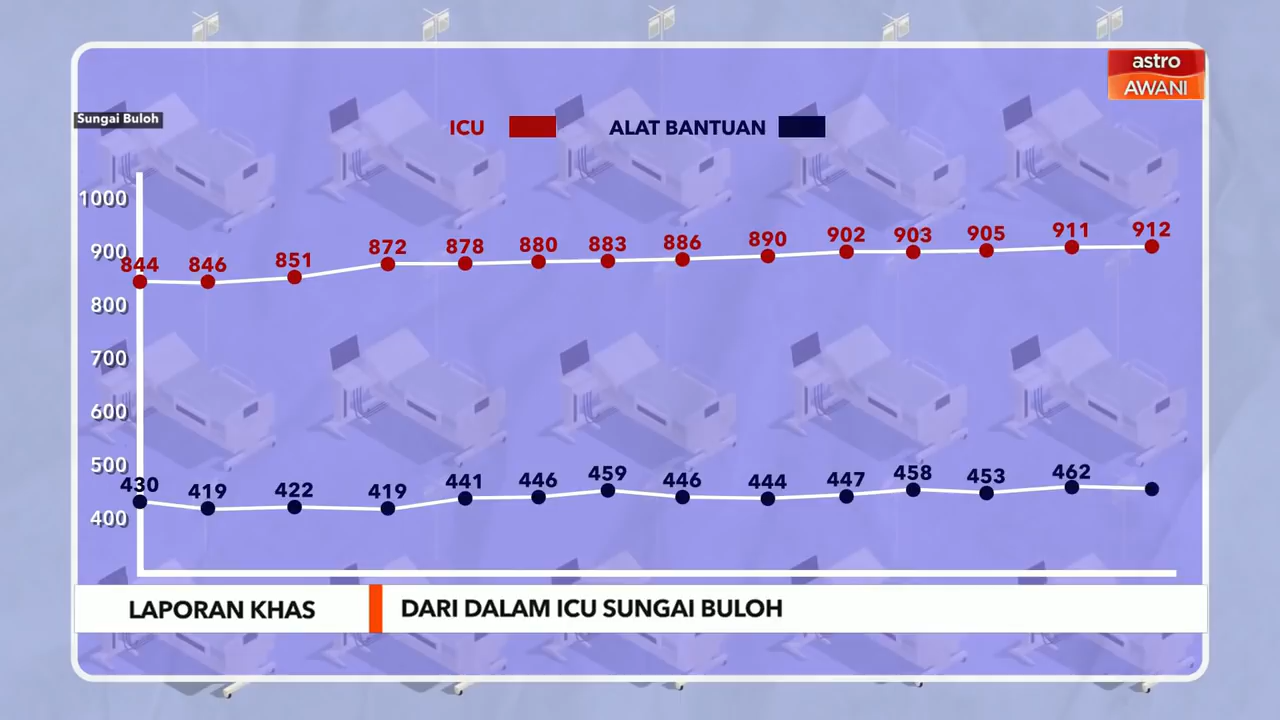 astro
AWANI
Sungai Buloh
ICU
ALAT BANTUAN
1000
900
800
700
600
500
400
844 846 851 872 878 880 883 886 890 902 903 905 911 912
430 419 422 419 441 446 459 446 444 447 458 453 462
LAPORAN KHAS
DARI DALAM ICU SUNGAI BULOH